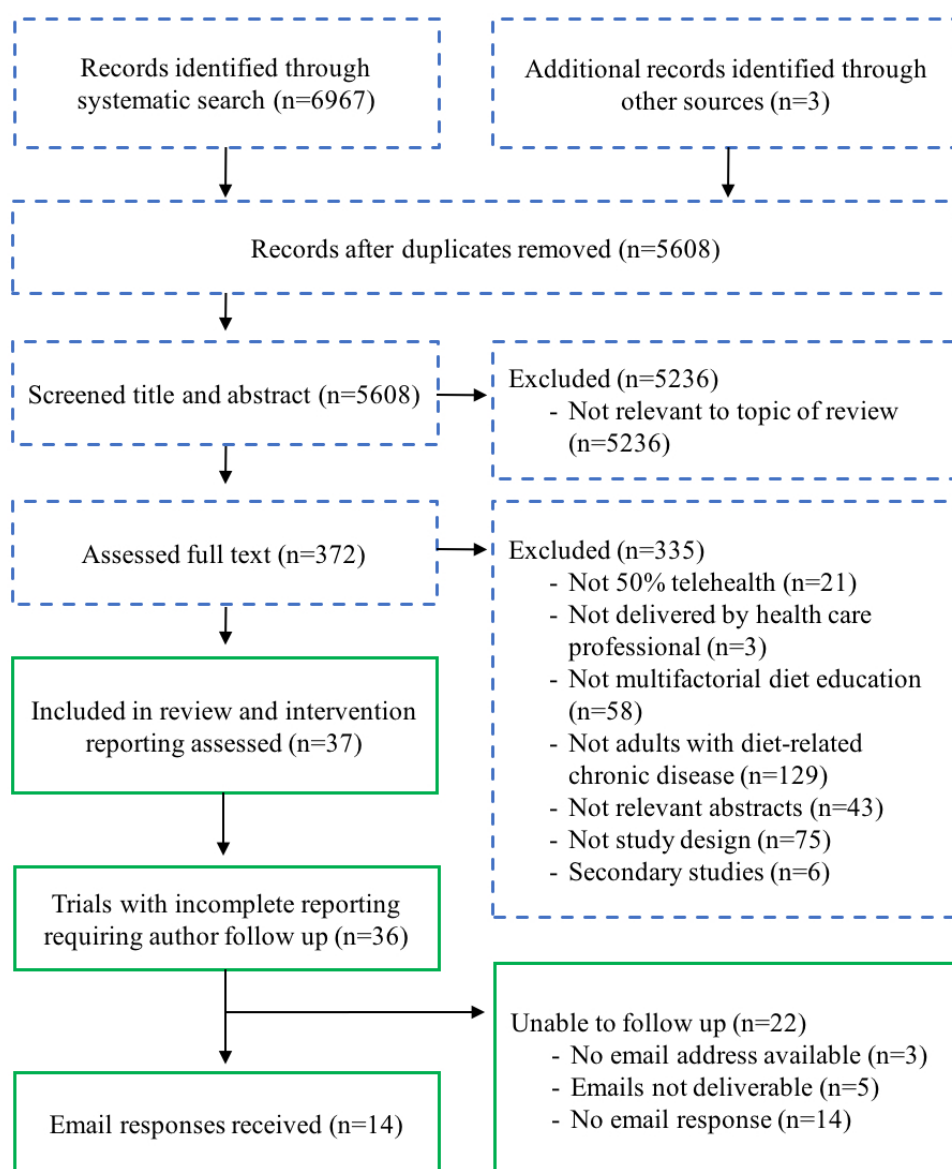 Records identified through
systematic search (n=6967)
Additional records identified through
other sources (n=3)
Records after duplicates removed (n=5608)
Screened title and abstract (n=5608)
Excluded (n=5236)
- Not relevant to topic of review
(n=5236)
Assessed full text (n=372)
Excluded (n=335)
- Not 50% telehealth (n=21)
- Not delivered by health care
professional (n=3)
- Not multifactorial diet education
(n=58)
- Not adults with diet-related
chronic disease (n=129)
- Not relevant abstracts (n=43)
- Not study design (n=75)
- Secondary studies (n=6)
Included in review and intervention
reporting assessed (n=37)
Trials with incomplete reporting
requiring author follow up (n=36)
Unable to follow up (n=22)
- No email address available (n=3)
- Emails not deliverable (n=5)
- No email response (n=14)
Email responses received (n=14)